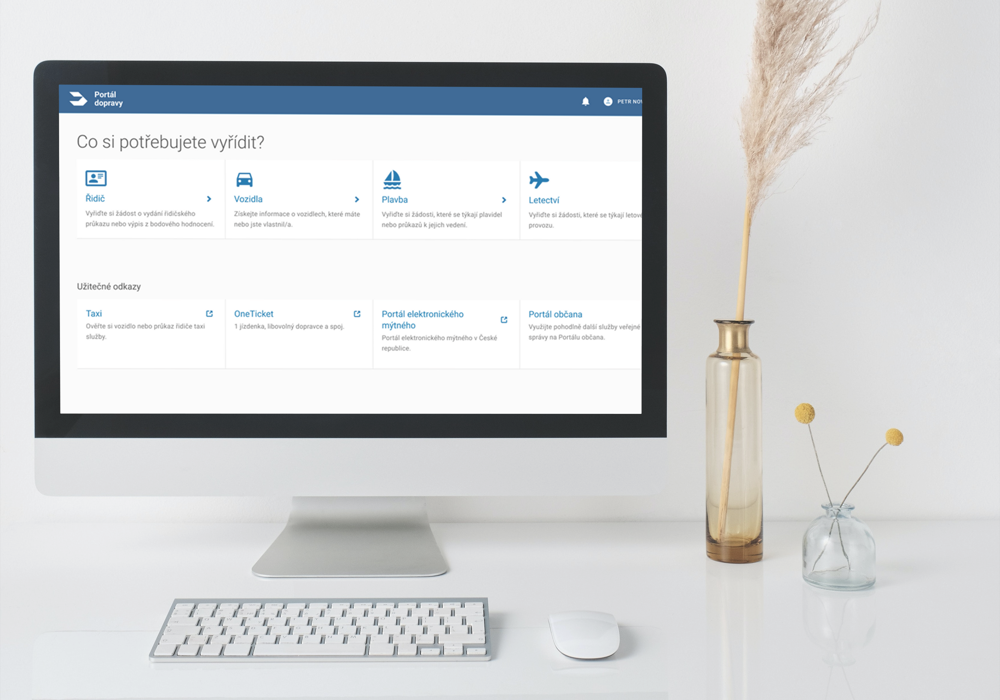 Portál
dopravy
PETR
Co si potřebujete vyřídit?
Řidič
Vyřiďte si žádost o vydání řidičského
průkazu nebo výpis z bodového hodnocení.
Vozidla
Získejte informace o vozidlech, které máte
nebo jste vlastnil/a.
Plavba
Vyřiďte si žádosti, které se týkají plavidel
nebo průkazů k jejich vedení.
Letectví
Vyřiďte si žádosti, které se týkají
provozu.
Užitečné odkazy
Taxi
Ověřte si vozidlo nebo průkaz řidiče taxi
služby.
OneTicket
1 jízdenka, libovolný dopravce a spoj.
Portál elektronického
mýtného
Portál elektronického mýtného v České
republice.
Portál občana
Využijte pohodlně další služby veřejné
správy na Portálu občana.